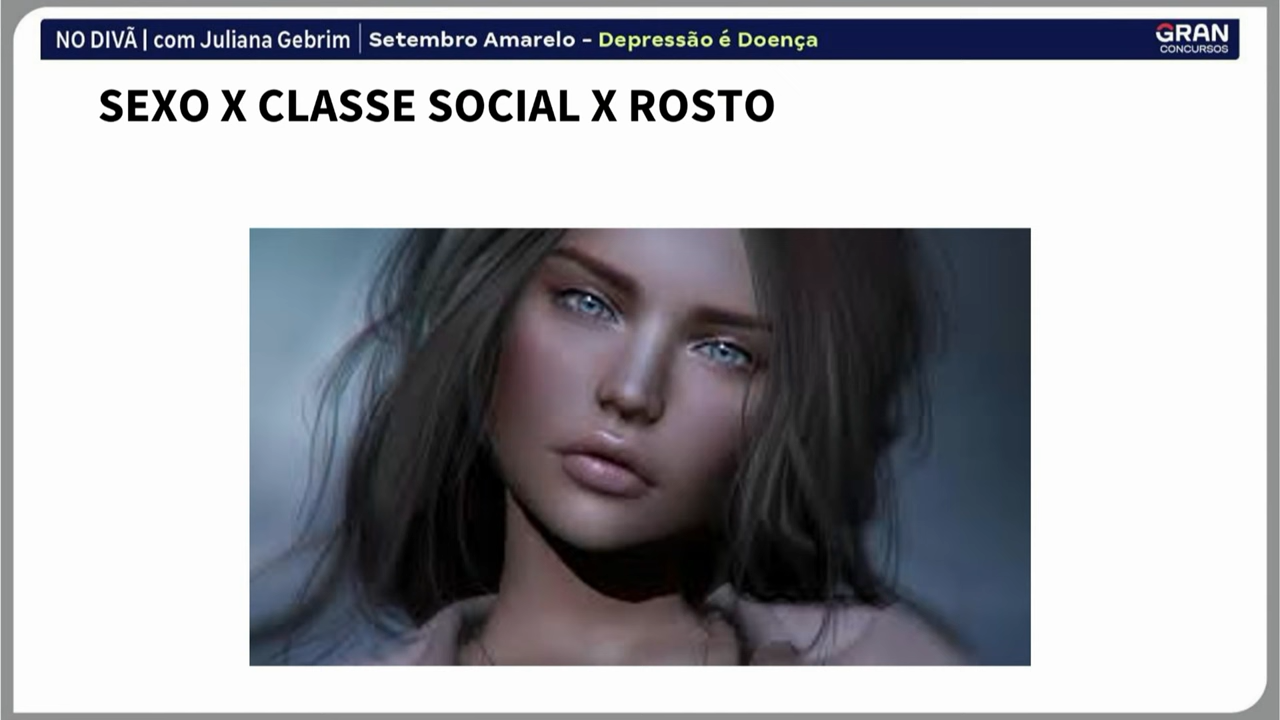 NO DIVÃ | com Juliana Gebrim | Setembro Amarelo – Depressão é Doença
GRAN
CONCURSOS
SEXO X CLASSE SOCIAL X ROSTO